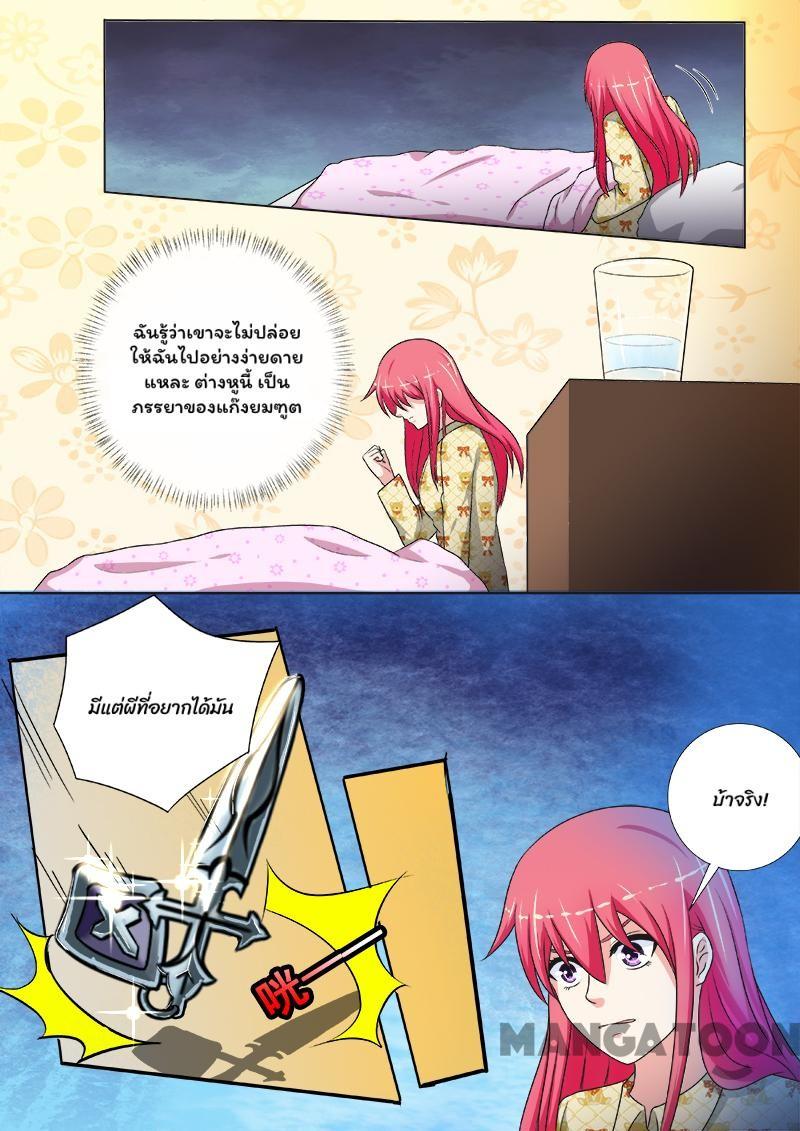 ฉันรู้ว่าเขาจะไม่ปล่อย
ให้ฉันไปอย่างง่ายดาย
แหละ ต่างหูนี้ เป็น
ภรรยาของแก๊งยมฑูต
มีแต่ผีที่อยากได้มัน
บ้าจริง!
咣
MANGATOON